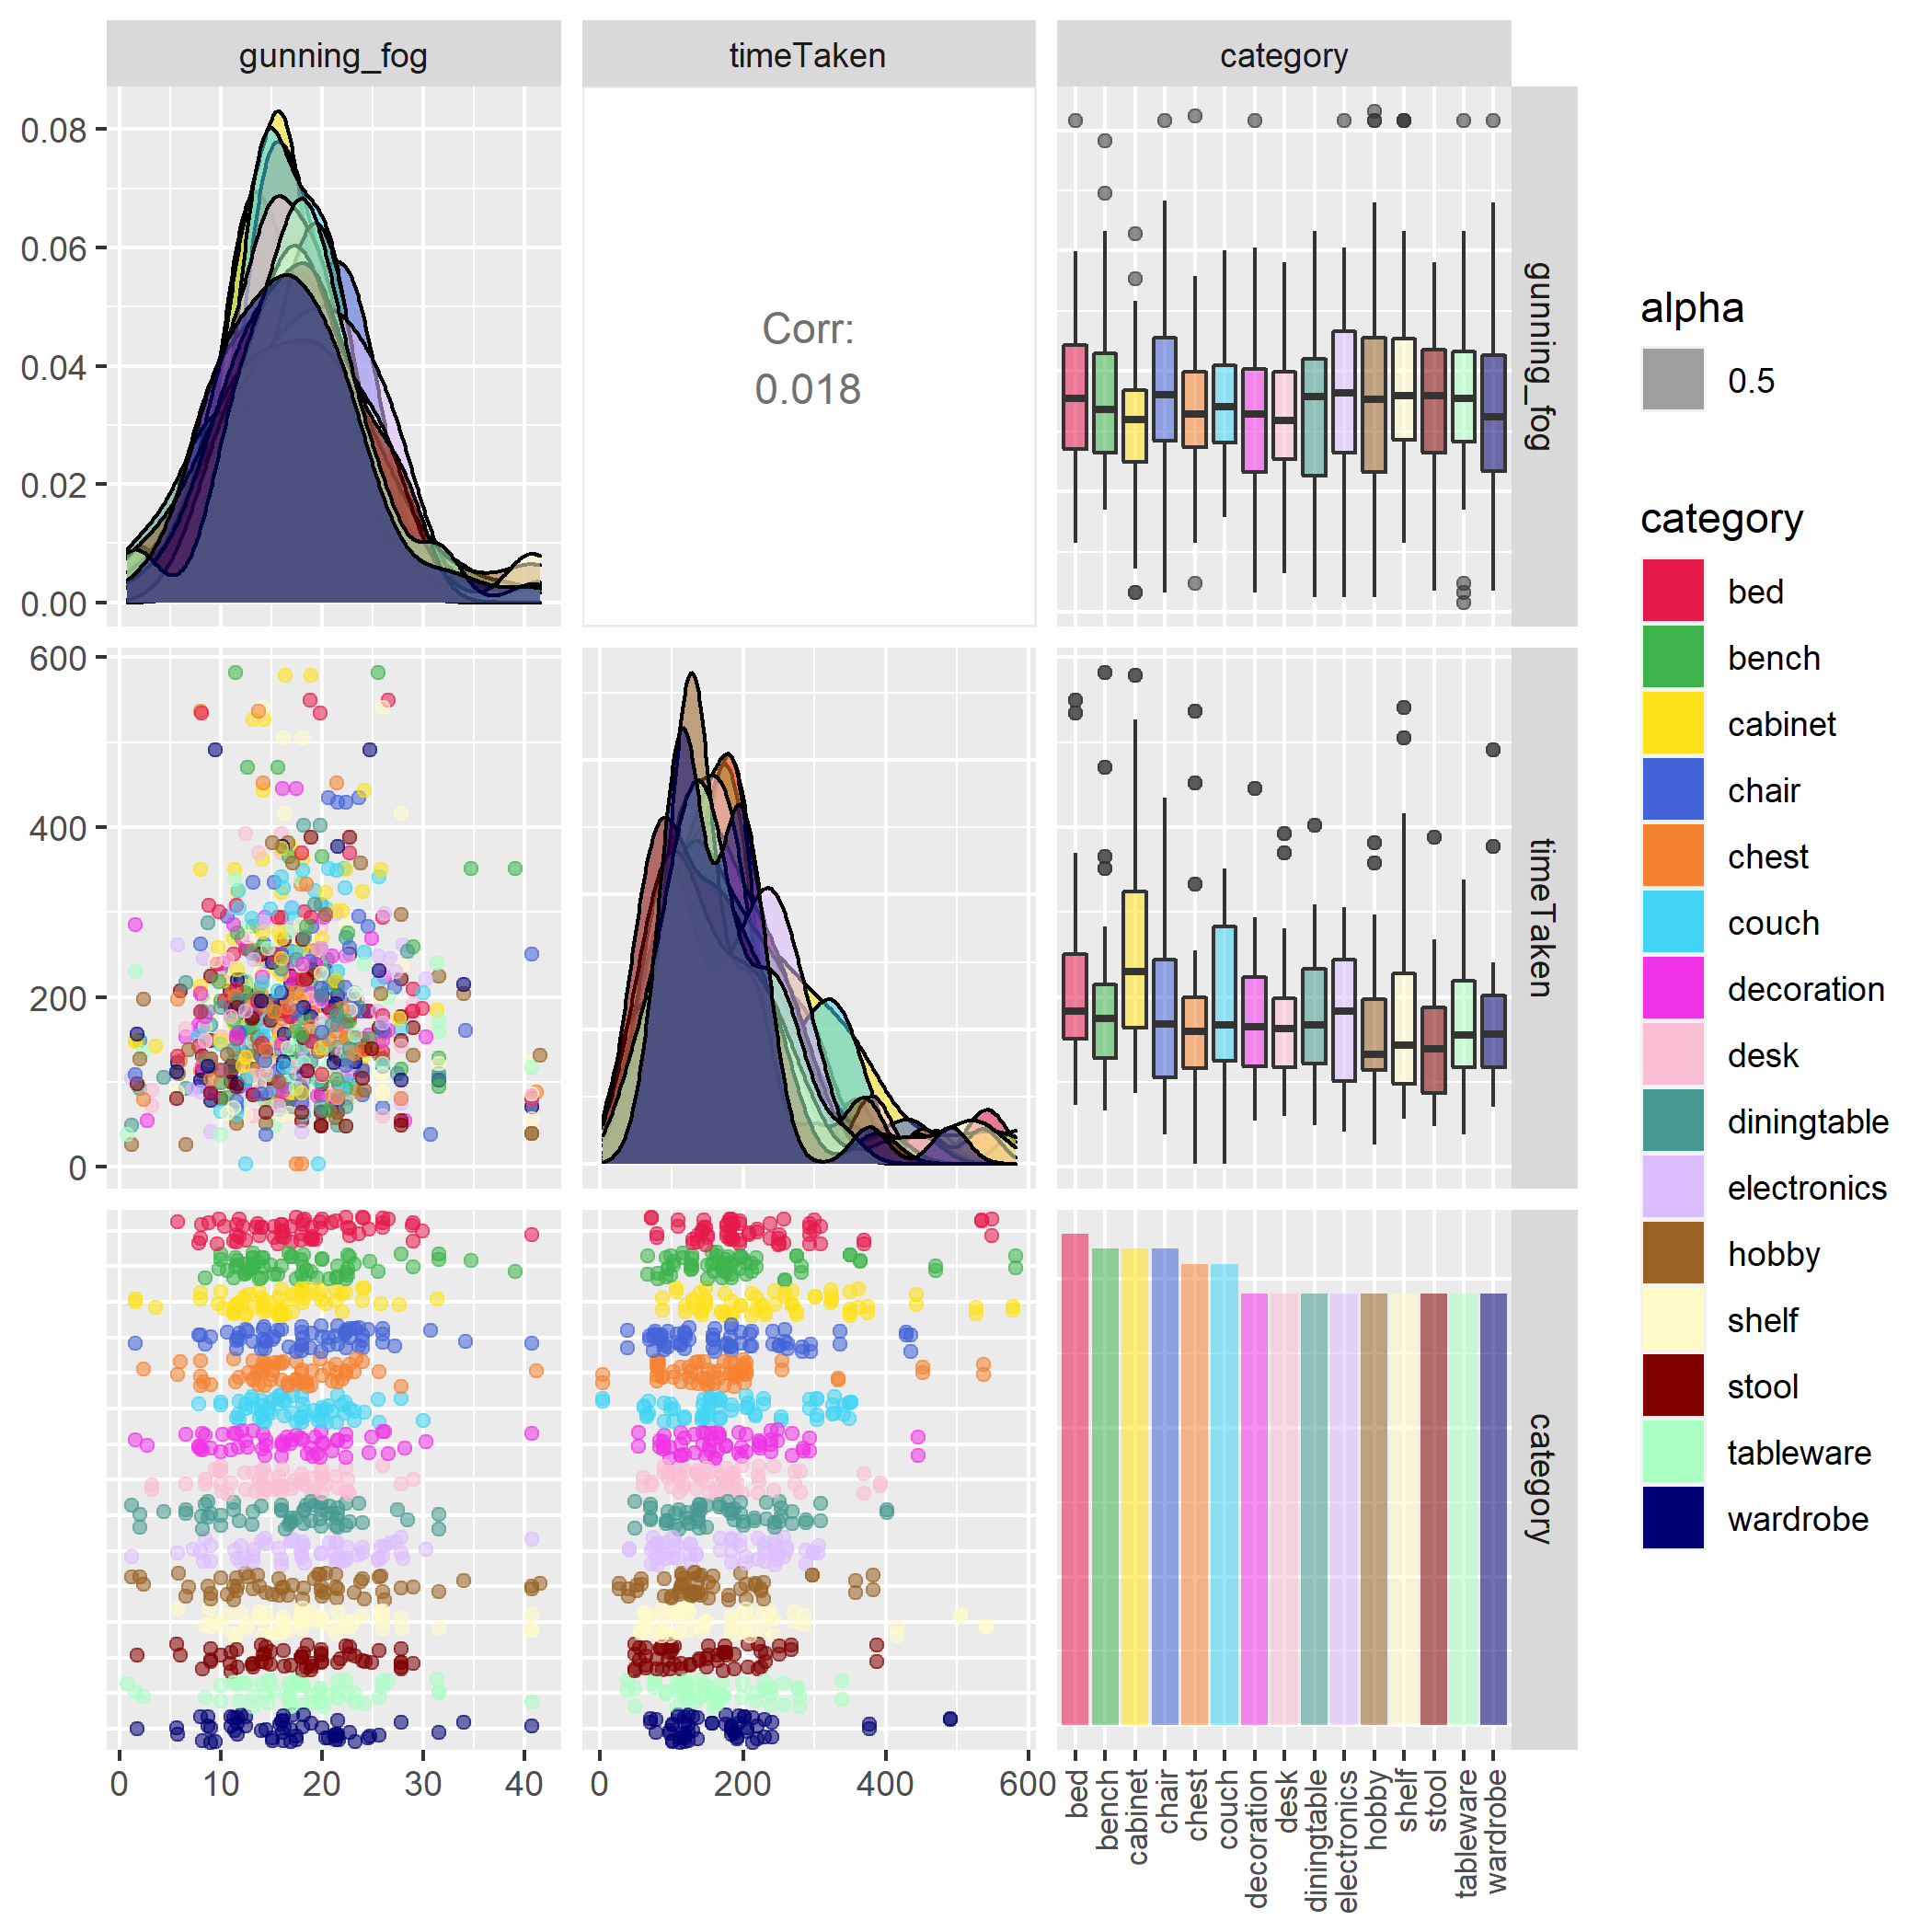 gunning_fog
timeTaken
category
0.08
0.06
0.04
0.02
0.00
Corr:
0.018
gunning_fog
600
400
200
0
timeTaken
category
0
10
20
30
40
0
200
400
600
bed
bench
cabinet
chair
chest
couch
decoration
desk
diningtable
electronics
hobby
shelf
stool
tableware
wardrobe
alpha
0.5
category
bed
bench
cabinet
chair
chest
couch
decoration
desk
diningtable
electronics
hobby
shelf
stool
tableware
wardrobe